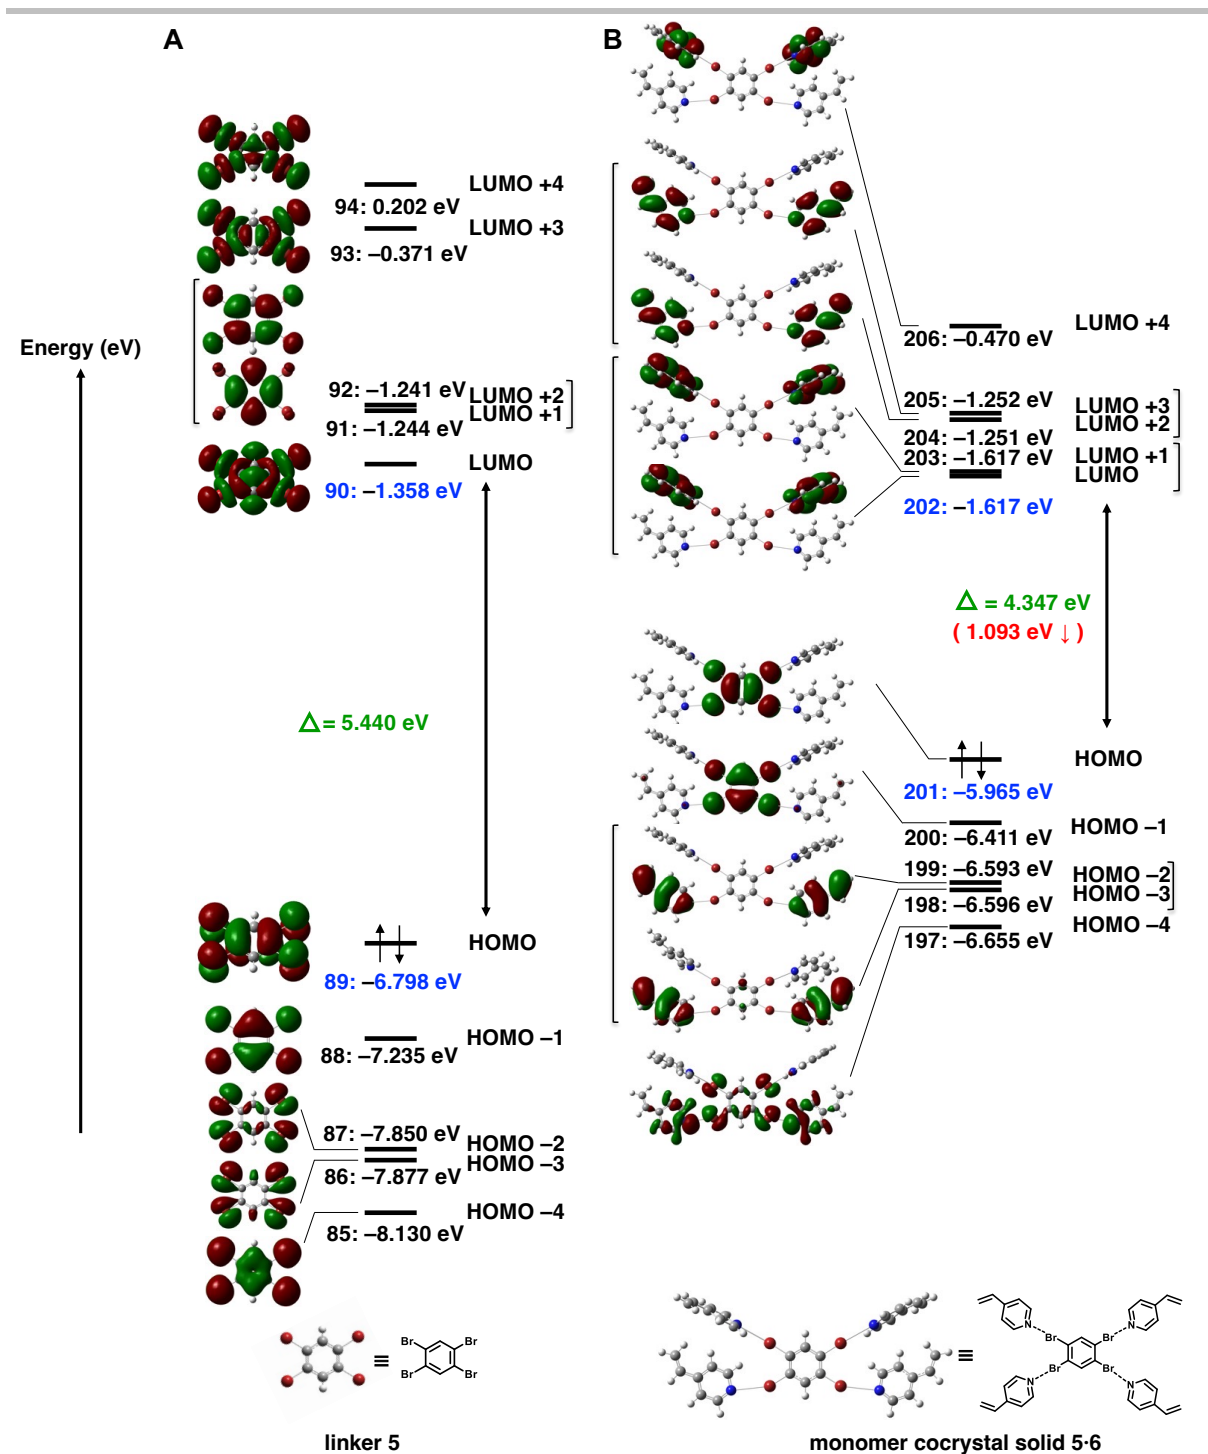 A
LUMO +4
94: 0.202 eV
LUMO +3
93: –0.371 eV
Energy (eV)
92: –1.241 eV
LUMO +2
LUMO +1
91: –1.244 eV
LUMO
90: –1.358 eV
Δ = 5.440 eV
HOMO
89: –6.798 eV
HOMO –1
88: –7.235 eV
87: –7.850 eV
HOMO –2
HOMO –3
86: –7.877 eV
HOMO –4
85: –8.130 eV
≡
Br
Br
Br
Br
linker 5
B
LUMO +4
206: –0.470 eV
205: –1.252 eV
LUMO +3
LUMO +2
204: –1.251 eV
203: –1.617 eV
LUMO +1
LUMO
202: –1.617 eV
Δ = 4.347 eV
( 1.093 eV ↓ )
HOMO
201: –5.965 eV
HOMO –1
200: –6.411 eV
199: –6.593 eV
HOMO –2
HOMO –3
198: –6.596 eV
HOMO –4
197: –6.655 eV
≡
N
Br
Br
N
N
Br
Br
N
monomer cocrystal solid 5·6